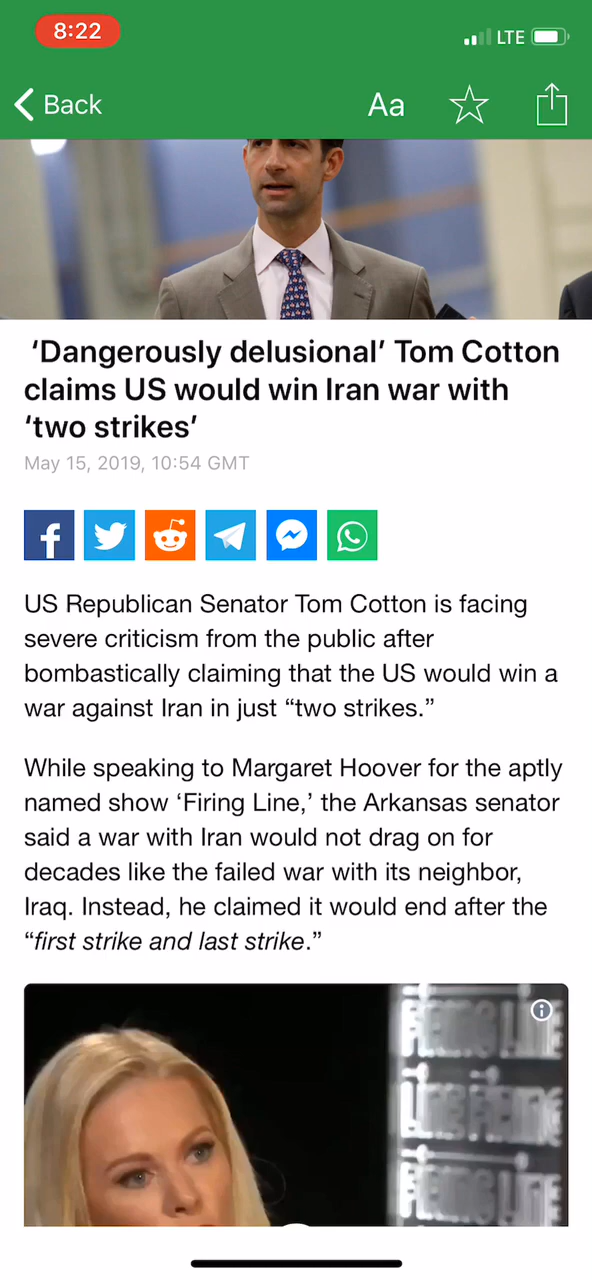 8:22
LTE
Back
Aa
‘Dangerously delusional’ Tom Cotton
claims US would win Iran war with
‘two strikes’
May 15, 2019, 10:54 GMT
US Republican Senator Tom Cotton is facing
severe criticism from the public after
bombastically claiming that the US would win a
war against Iran in just “two strikes.”
While speaking to Margaret Hoover for the aptly
named show ‘Firing Line,’ the Arkansas senator
said a war with Iran would not drag on for
decades like the failed war with its neighbor,
Iraq. Instead, he claimed it would end after the
“first strike and last strike.”